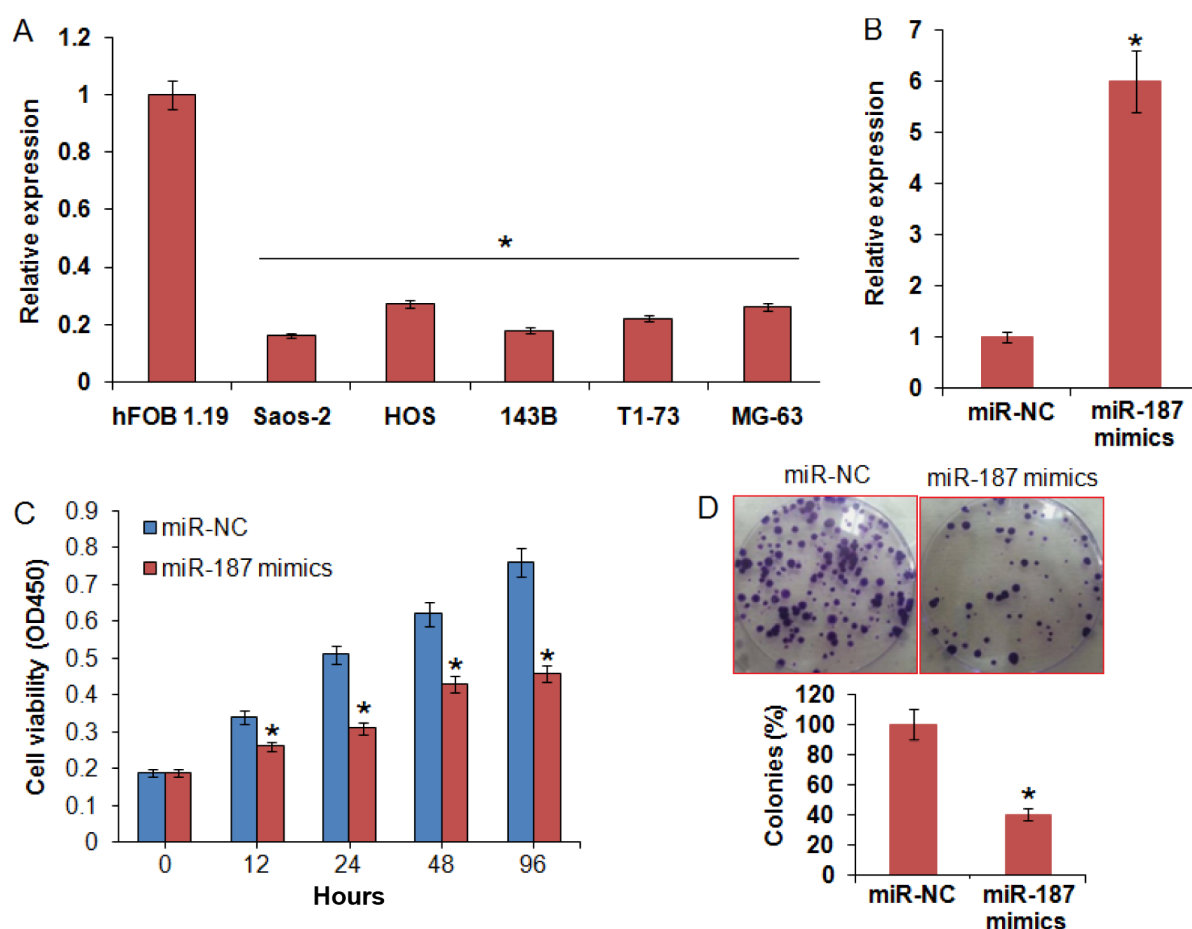 A
Relative expression
1.2
1
0.8
0.6
0.4
0.2
0
*
hFOB 1.19 Saos-2 HOS 143B T1-73 MG-63
B
Relative expression
7
6
5
4
3
2
1
0
*
miR-NC miR-187
mimics
C
Cell viability (OD450)
0.9
0.8
0.7
0.6
0.5
0.4
0.3
0.2
0.1
0
miR-NC
miR-187 mimics
* * * *
0 12 24 48 96
Hours
D
miR-NC miR-187 mimics
Colonies (%)
120
100
80
60
40
20
0
*
miR-NC miR-187
mimics